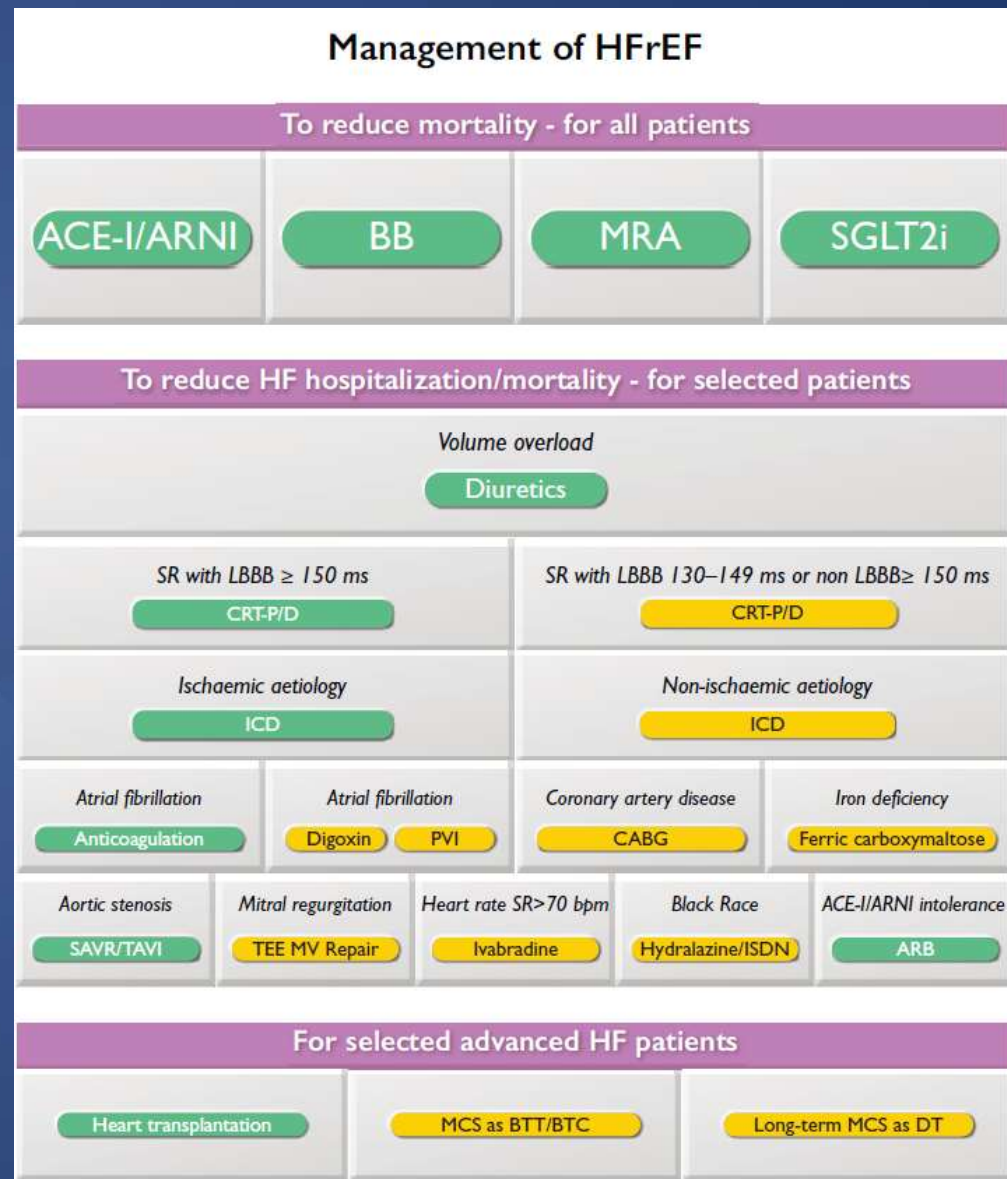 Management of HFrEF
To reduce mortality - for all patients
ACE-I/ARNI
BB
MRA
SGLT2i
To reduce HF hospitalization/mortality - for selected patients
Volume overload
Diuretics
SR with LBBB ≥ 150 ms
CRT-P/D
SR with LBBB 130–149 ms or non LBBB≥ 150 ms
CRT-P/D
Ischaemic aetiology
ICD
Non-ischaemic aetiology
ICD
Atrial fibrillation
Anticoagulation
Atrial fibrillation
Digoxin
PVI
Coronary artery disease
CABG
Iron deficiency
Ferric carboxymaltose
Aortic stenosis
SAVR/TAVI
Mitral regurgitation
TEE MV Repair
Heart rate SR>70 bpm
Ivabradine
Black Race
Hydralazine/ISDN
ACE-I/ARNI intolerance
ARB
For selected advanced HF patients
Heart transplantation
MCS as BTT/BTC
Long-term MCS as DT